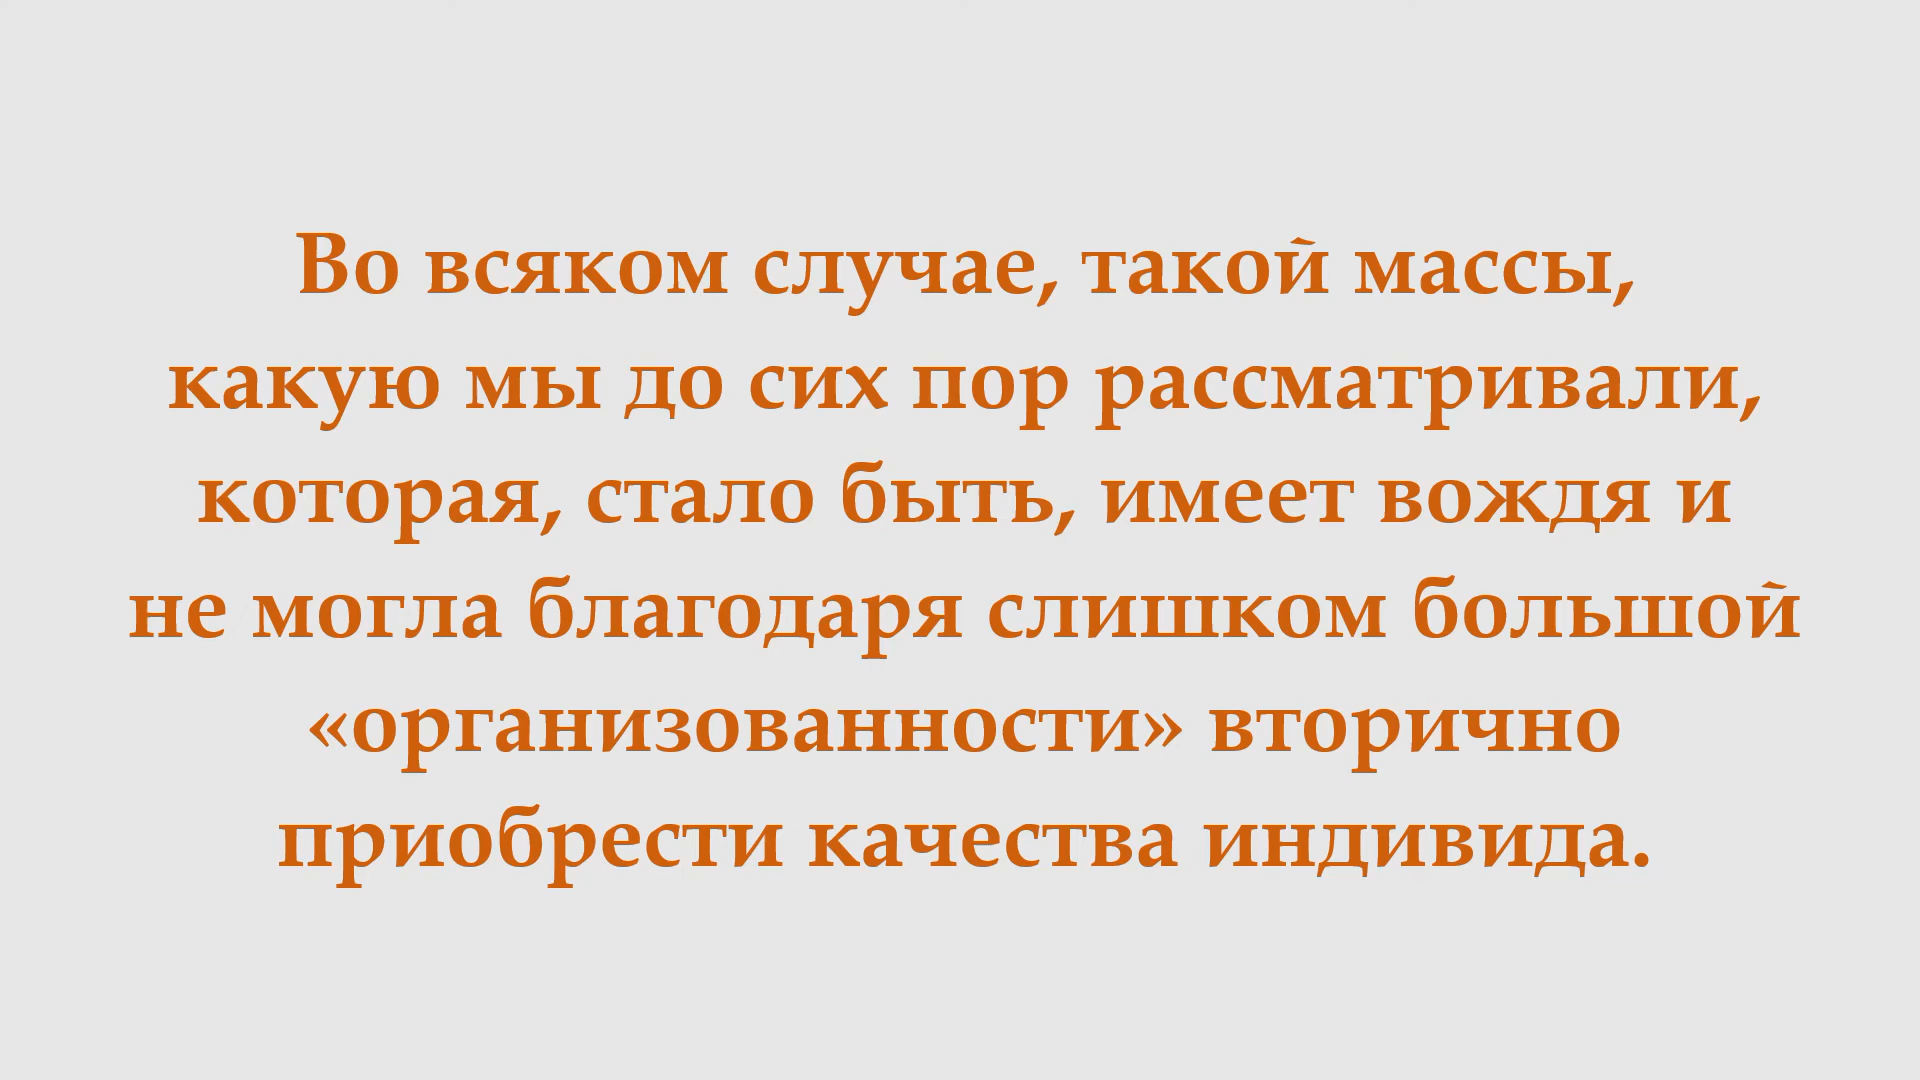 Во всяком случае, такой массы,
какую мы до сих пор рассматривали,
которая, стало быть, имеет вождя и
не могла благодаря слишком большой
«организованности» вторично
приобрести качества индивида.